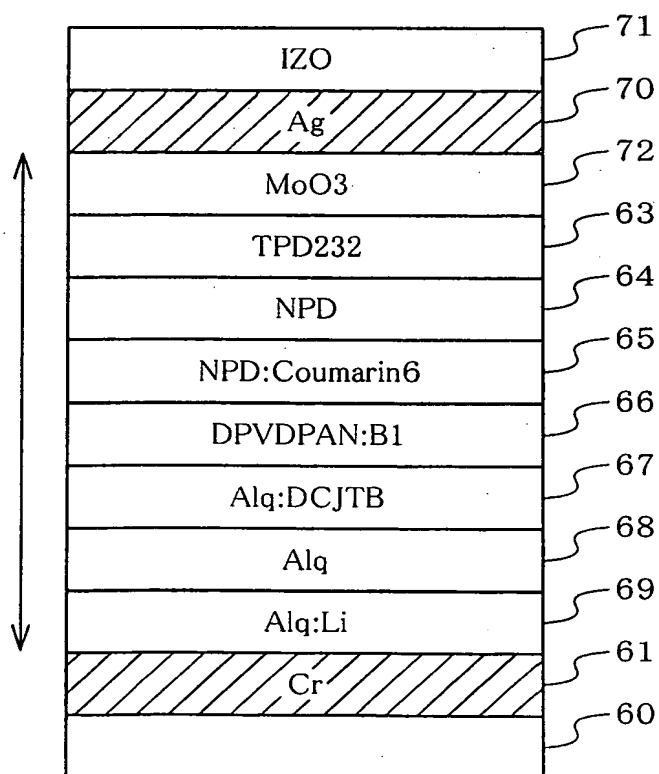 71
IZO
70
Ag
72
MoO3
63
TPD232
64
NPD
65
NPD:Coumarin6
66
DPVDPAN:B1
67
Alq:DCJTB
68
Alq
69
Alq:Li
61
Cr
60